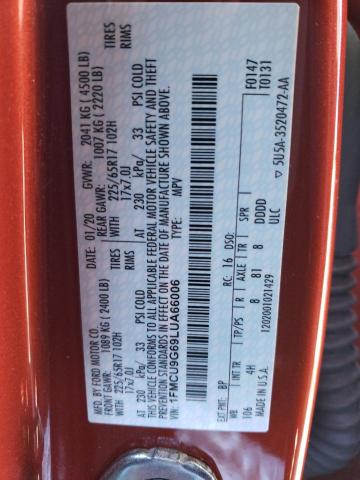 MFD. BY FORD MOTOR CO.
DATE: 01/20 GVWR: 2041 KG ( 4500 LB)
FRONT GAWR: 1089 KG (2400 LB) REAR GAWR: 1007 KG ( 2220 LB)
WITH 225/65R17 102H TIRES WITH 225/65R17 102H TIRES
17x7.0J RIMS 17x7.0J RIMS
AT 230 kPa/ 33 PSI COLD AT 230 kPa/ 33 PSI COLD
THIS VEHICLE CONFORMS TO ALL APPLICABLE FEDERAL MOTOR VEHICLE SAFETY AND THEFT
PREVENTION STANDARDS IN EFFECT ON THE DATE OF MANUFACTURE SHOWN ABOVE.
VIN: 1FMCU9G69LUA66006
TYPE: MPV
F0147
T0131
EXT PNT: BP RC: 16 DSO:
WB INT TR TP/PS R AXLE TR SPR
106 4H 8 81 8 DDDD
MADE IN U.S.A. ULC
1202001021429
▽ 5U5A-3520472-AA